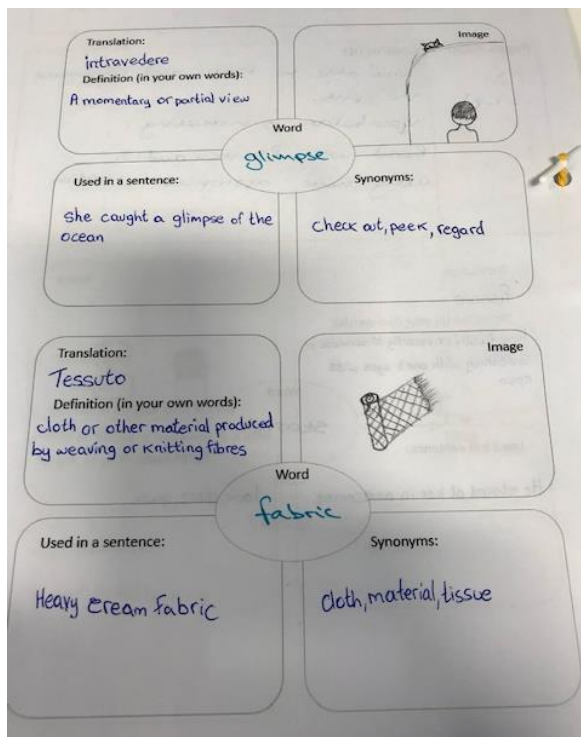 Translation:
intravedere
Definition (in your own words):
A momentary or partial view
Image
Word
glimpse
Used in a sentence:
She caught a glimpse of the
ocean
Synonyms:
check out, peek, regard
Translation:
Tessuto
Definition (in your own words):
cloth or other material produced
by weaving or knitting fibres
Image
Word
fabric
Used in a sentence:
Heavy cream fabric
Synonyms:
cloth, material, tissue